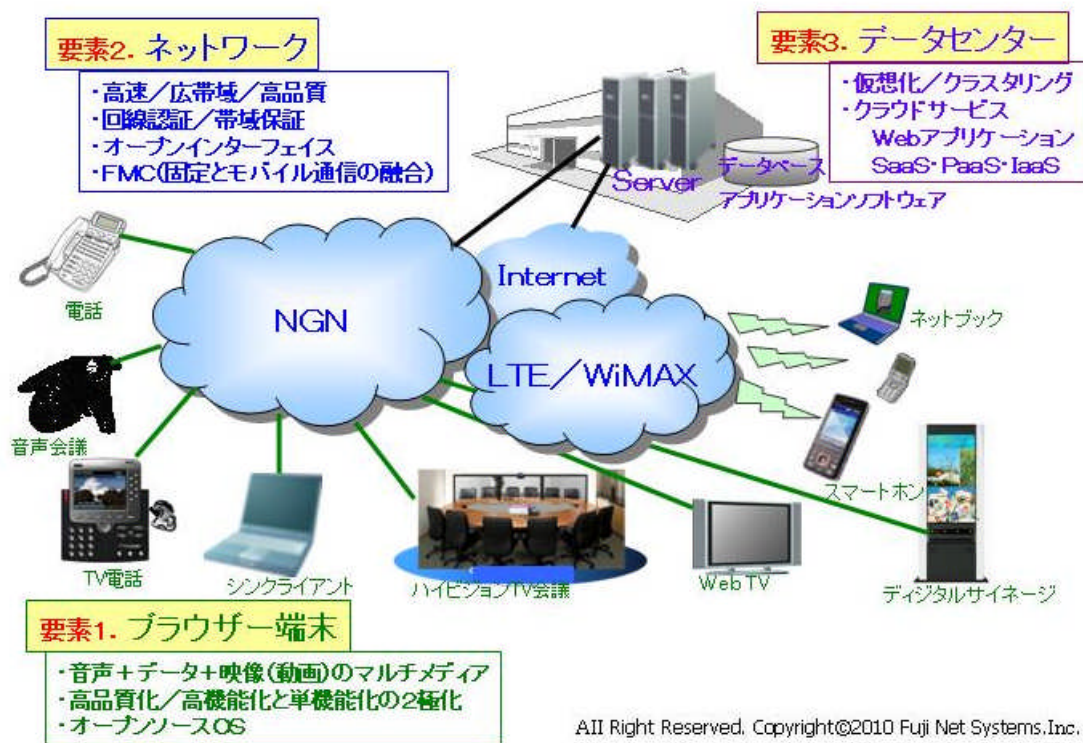 要素2. ネットワーク
・高速／広帯域／高品質
・回線認証／帯域保証
・オープンインターフェイス
・FMC(固定とモバイル通信の融合)
要素3. データセンター
・仮想化／クラスタリング
・クラウドサービス
Webアプリケーション
SaaS・PaaS・IaaS
Server
データベース
アプリケーションソフトウェア
電話
NGN
Internet
LTE／WiMAX
ネットブック
音声会議
スマートホン
TV電話
シンクライアント
ハイビジョンTV会議
WebTV
ディジタルサイネージ
要素1. ブラウザー端末
・音声＋データ＋映像(動画)のマルチメディア
・高品質化／高機能化と単機能化の2極化
・オープンソースOS
All Right Reserved. Copyright©2010 Fuji Net Systems.Inc.